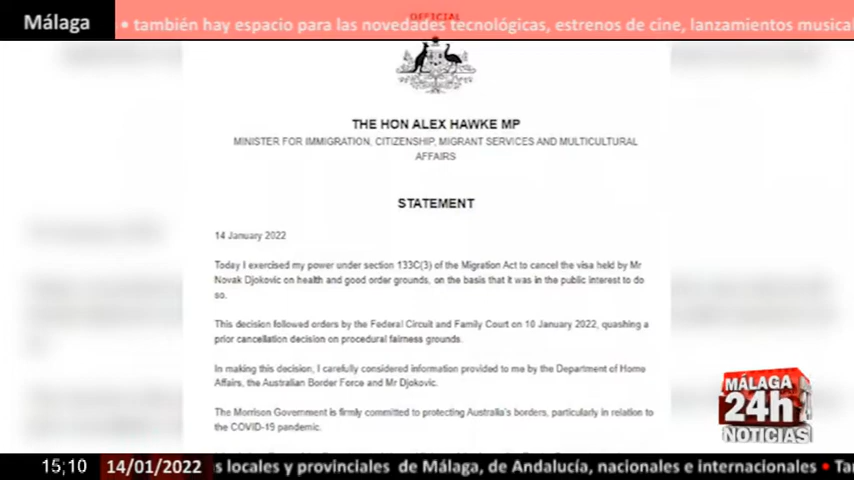 Málaga
• también hay espacio para las novedades tecnológicas, estrenos de cine, lanzamientos musical
OFFICIAL
THE HON ALEX HAWKE MP
MINISTER FOR IMMIGRATION, CITIZENSHIP, MIGRANT SERVICES AND MULTICULTURAL
AFFAIRS
STATEMENT
14 January 2022
Today I exercised my power under section 133C(3) of the Migration Act to cancel the visa held by Mr
Novak Djokovic on health and good order grounds, on the basis that it was in the public interest to do
so.
This decision followed orders by the Federal Circuit and Family Court on 10 January 2022, quashing a
prior cancellation decision on procedural fairness grounds.
In making this decision, I carefully considered information provided to me by the Department of Home
Affairs, the Australian Border Force and Mr Djokovic.
The Morrison Government is firmly committed to protecting Australia's borders, particularly in relation to
the COVID-19 pandemic.
MÁLAGA
24h
NOTICIAS
15:10 14/01/2022 s locales y provinciales de Málaga, de Andalucía, nacionales e internacionales • Ta